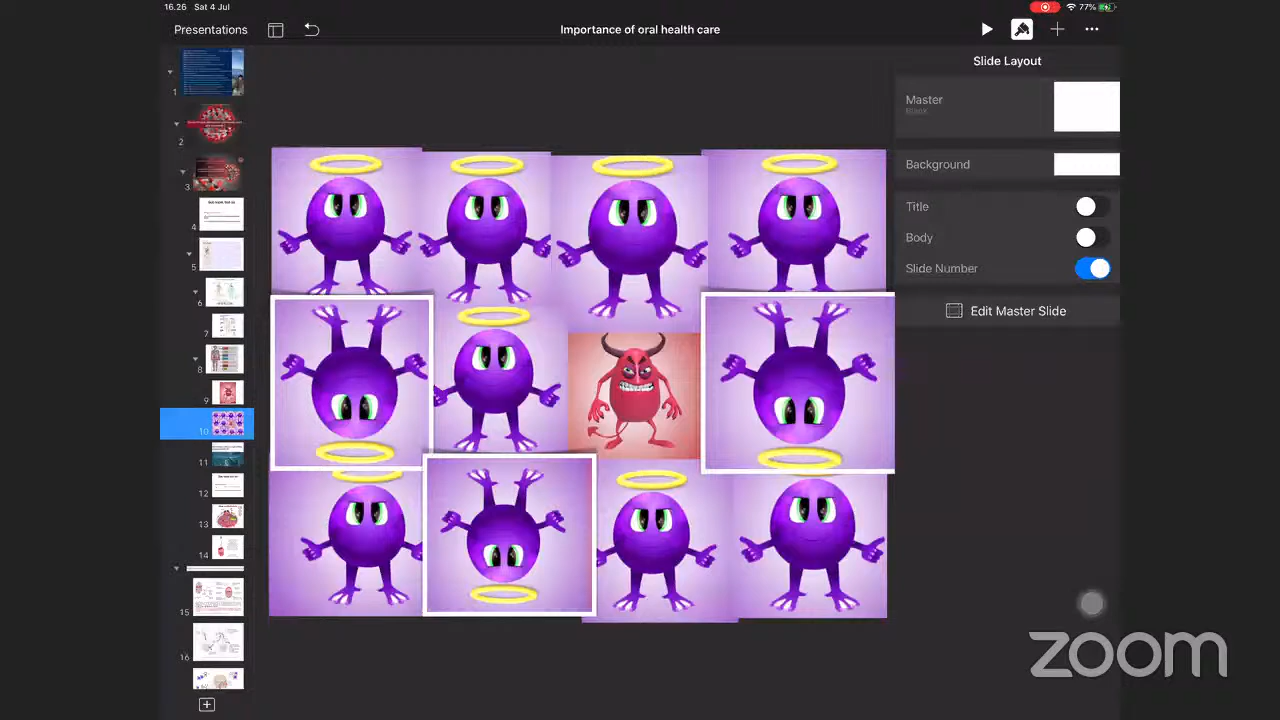 16.26 Sat 4 Jul
77%
Presentations
Importance of oral health care
Slide Layout
Master
Blank
Background
Title
Body
de Number
Edit Master Slide
1
2
3
4
5
6
7
8
9
10
11
12
13
14
15
16
zoom